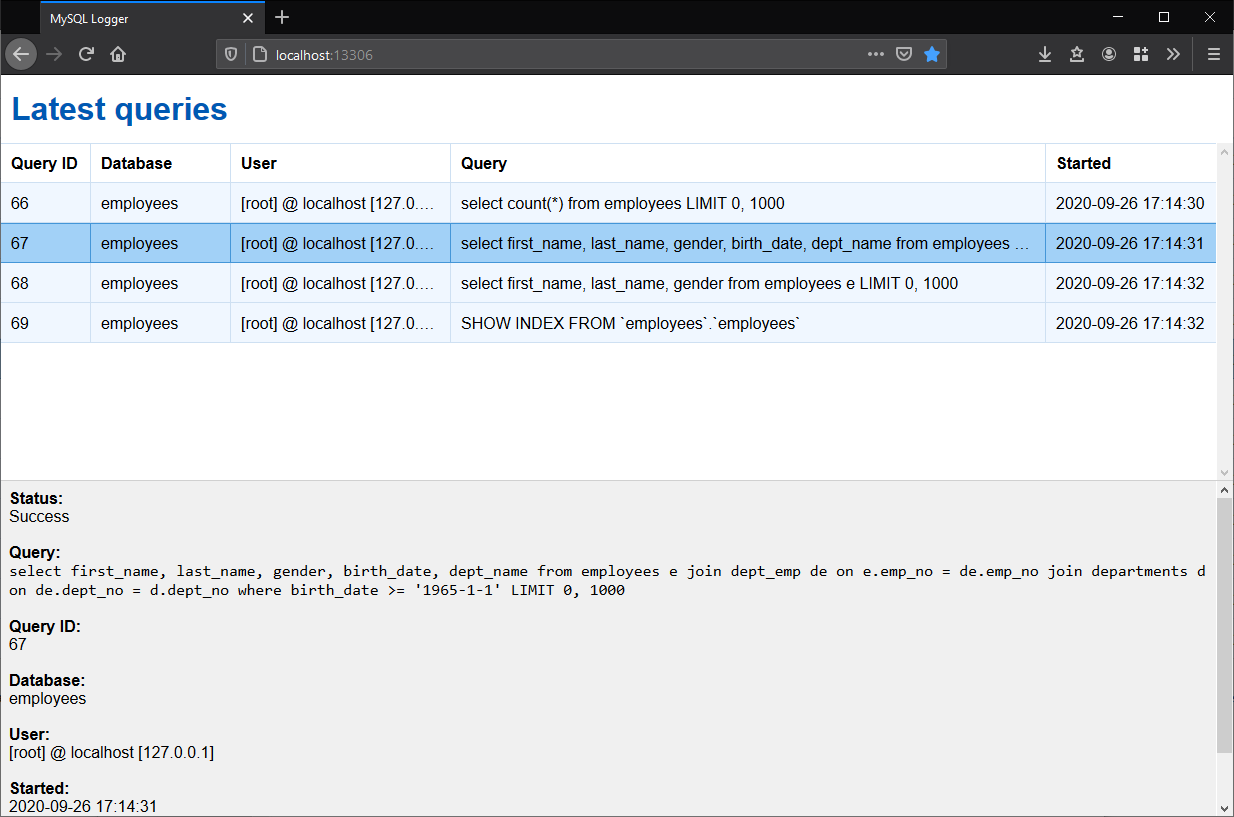 MySQL Logger
localhost:13306
Latest queries
Query ID Database User Query Started
66 employees [root] @ localhost [127.0.… select count(*) from employees LIMIT 0, 1000 2020-09-26 17:14:30
67 employees [root] @ localhost [127.0.… select first_name, last_name, gender, birth_date, dept_name from employees … 2020-09-26 17:14:31
68 employees [root] @ localhost [127.0.… select first_name, last_name, gender from employees e LIMIT 0, 1000 2020-09-26 17:14:32
69 employees [root] @ localhost [127.0.… SHOW INDEX FROM `employees`.`employees` 2020-09-26 17:14:32
Status:
Success
Query:
select first_name, last_name, gender, birth_date, dept_name from employees e join dept_emp de on e.emp_no = de.emp_no join departments d
on de.dept_no = d.dept_no where birth_date >= '1965-1-1' LIMIT 0, 1000
Query ID:
67
Database:
employees
User:
[root] @ localhost [127.0.0.1]
Started:
2020-09-26 17:14:31